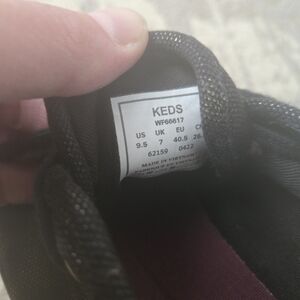 KEDS
WF66617
US UK EU
9.5 7 40.5
62159 0422
MADE IN VIETNAM